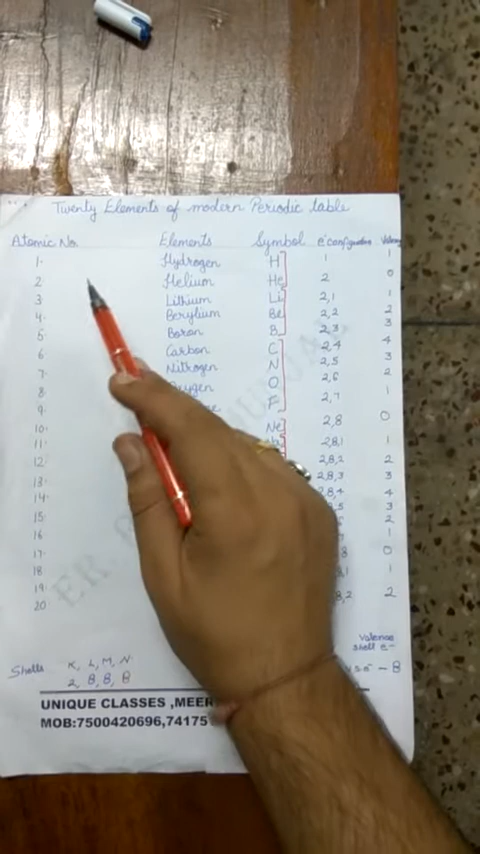 Twenty Elements of modern Periodic table
Atomic No. Elements Symbol e⁻ configuration Valency
1. Hydrogen H 1 1
2 Helium He 2 0
3 Lithium Li 2,1 1
4. Berylium Be 2,2 2
5 Boron B 2,3 3
6 Carbon C 2,4 4
7. Nitrogen N 2,5 3
8 Oxygen O 2,6 2
9. F 2,7 1
10. Ne 2,8 0
11. 2,8,1 1
12 2,8,2 2
13. 2,8,3 3
14. 2,8,4 4
15. 3
16. 2
17. 1
18 0
19. 1
20 8,2 2
Valence shell e-
Shells K, L, M, N
2, 8, 8, 8 - 8
UNIQUE CLASSES ,MEER
MOB:7500420696,74175
ER.